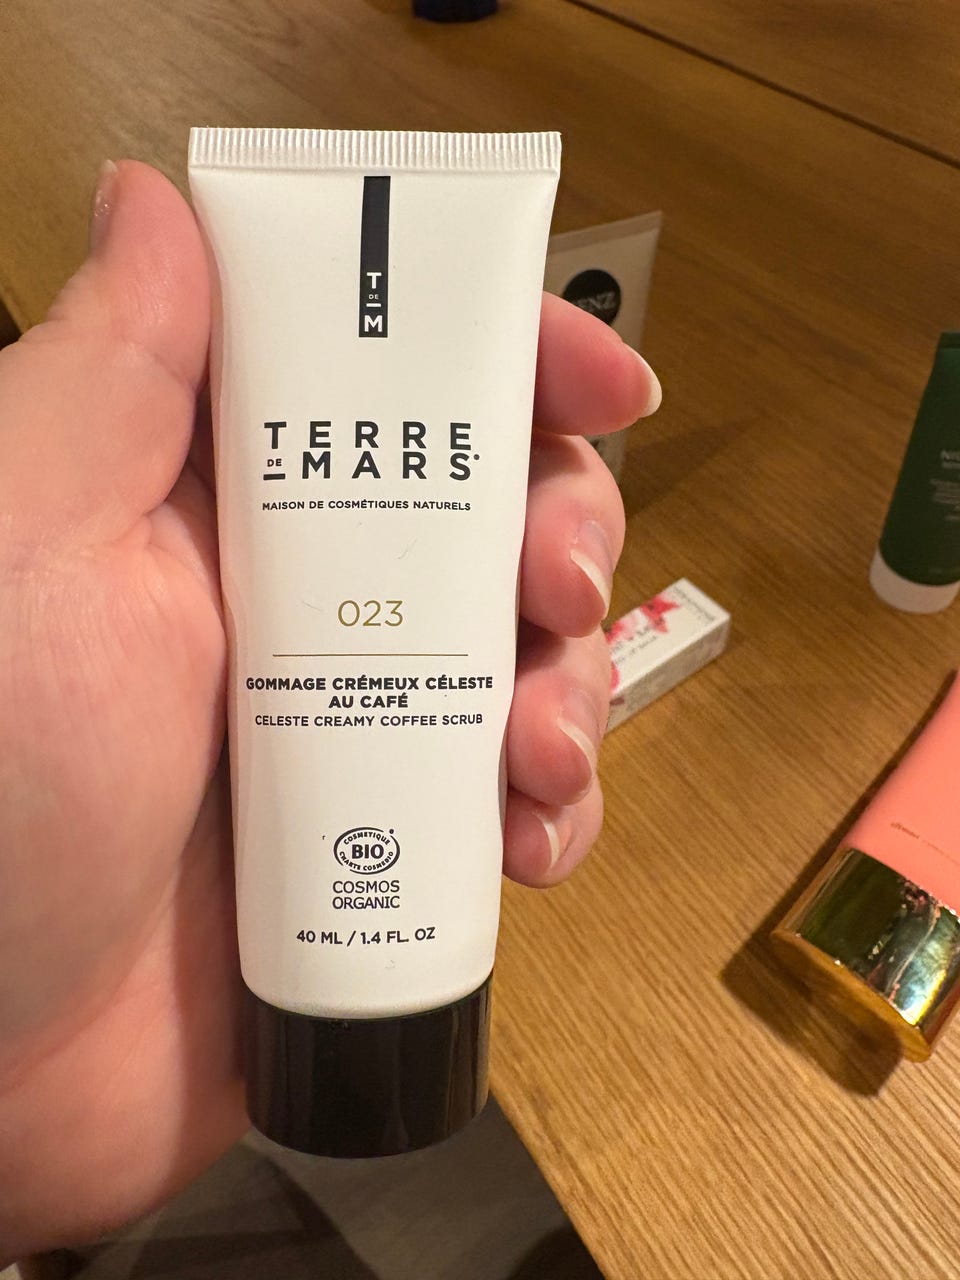 T
DE
M
TERRE
DE MARS
MAISON DE COSMÉTIQUES NATURELS
023
GOMMAGE CRÉMEUX CÉLESTE
AU CAFÉ
CELESTE CREAMY COFFEE SCRUB
COSMETIQUE
BIO
CHARTE COSMEBIO
COSMOS
ORGANIC
40 ML / 1.4 FL. OZ